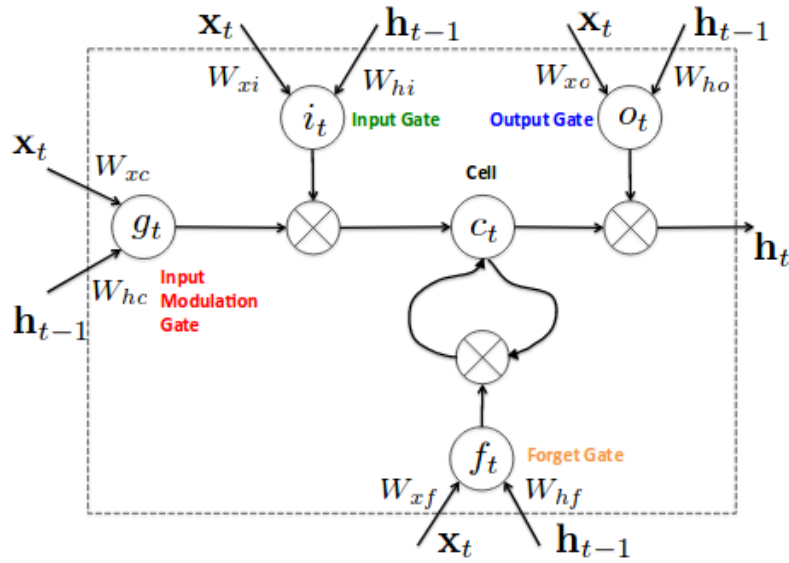 x_t h_{t-1} x_t h_{t-1}
W_{xi} W_{hi} W_{xo} W_{ho}
i_t Input Gate Output Gate o_t
x_t W_{xc} Cell
g_t c_t
h_t
W_{hc} Input
Modulation
Gate
h_{t-1}
f_t Forget Gate
W_{xf} W_{hf}
x_t h_{t-1}